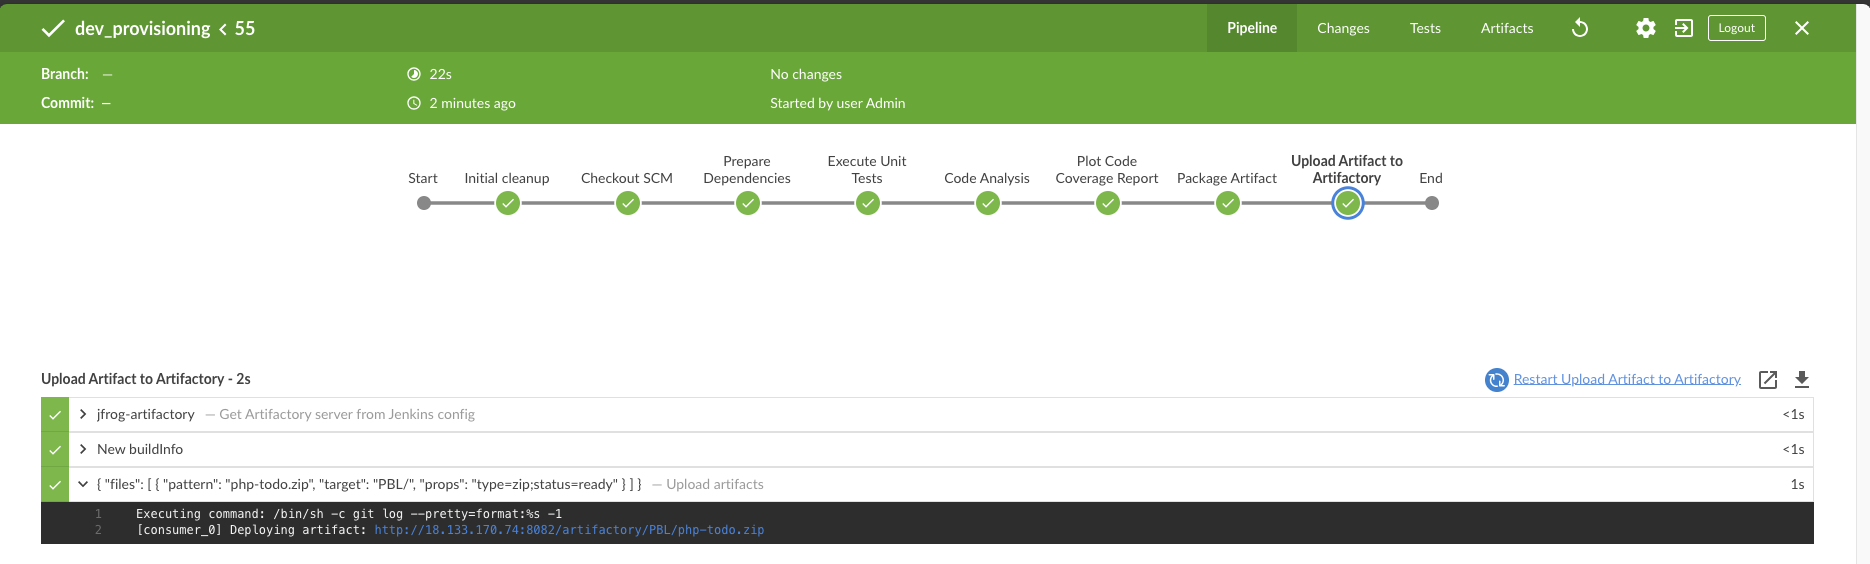 dev_provisioning < 55
Pipeline
Changes
Tests
Artifacts
Logout
Branch: —
22s
No changes
Commit: —
2 minutes ago
Started by user Admin
Start
Initial cleanup
Checkout SCM
Prepare
Dependencies
Execute Unit
Tests
Code Analysis
Plot Code
Coverage Report
Package Artifact
Upload Artifact to
Artifactory
End
Upload Artifact to Artifactory - 2s
Restart Upload Artifact to Artifactory
jfrog-artifactory — Get Artifactory server from Jenkins config <1s
New buildInfo <1s
{ "files": [ { "pattern": "php-todo.zip", "target": "PBL/", "props": "type=zip;status=ready" } ] } — Upload artifacts 1s
1 Executing command: /bin/sh -c git log --pretty=format:%s -1
2 [consumer_0] Deploying artifact: http://18.133.170.74:8082/artifactory/PBL/php-todo.zip